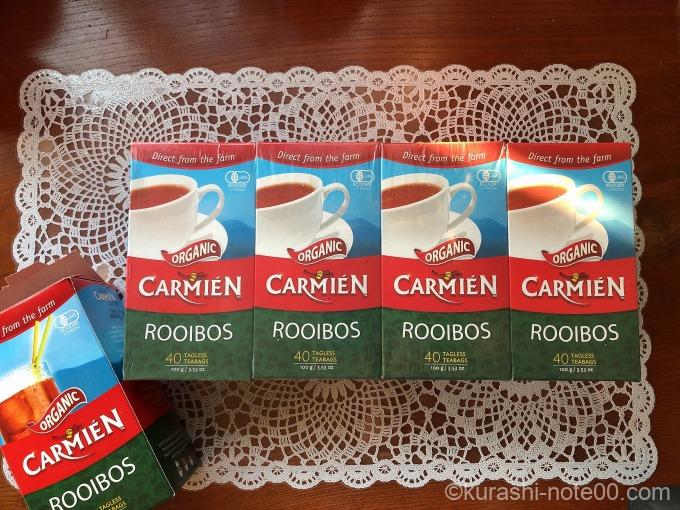 Direct from the farm
ORGANIC
CARMIÉN
ROOIBOS
40 TAGLESS TEABAGS
100 g / 3.53 oz
Direct from the farm
ORGANIC
CARMIÉN
ROOIBOS
40 TAGLESS TEABAGS
100 g / 3.53 oz
Direct from the farm
ORGANIC
CARMIÉN
ROOIBOS
40 TAGLESS TEABAGS
100 g / 3.53 oz
Direct from the farm
ORGANIC
CARMIÉN
ROOIBOS
40 TAGLESS TEABAGS
100 g / 3.53 oz
from the farm
ORGANIC
CARMIÉN
ROOIBOS
TAGLESS
TEABAGS
©kurashi-note00.com